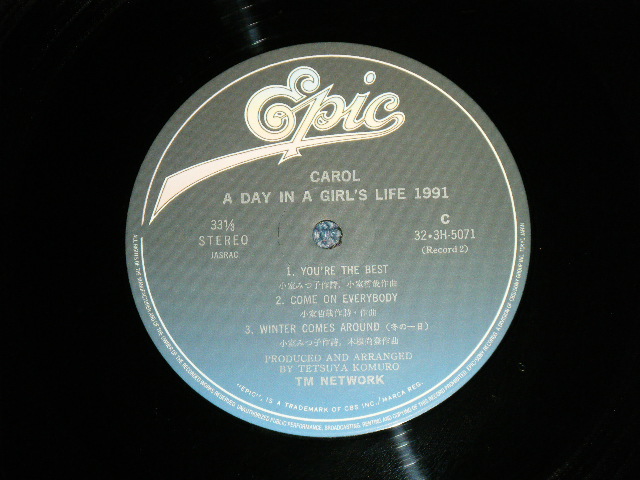 Epic
CAROL
A DAY IN A GIRL'S LIFE 1991
33⅓
STEREO
JASRAC
C
32・3H-5071
(Record 2)
1. YOU'RE THE BEST
小室みつ子作詩、小室哲哉作曲
2. COME ON EVERYBODY
小室哲哉作詩・作曲
3. WINTER COMES AROUND (冬の一日)
小室みつ子作詩、木根尚登作曲
PRODUCED AND ARRANGED
BY TETSUYA KOMURO
TM NETWORK
"EPIC", IS A TRADEMARK OF CBS INC./MARCA REG.